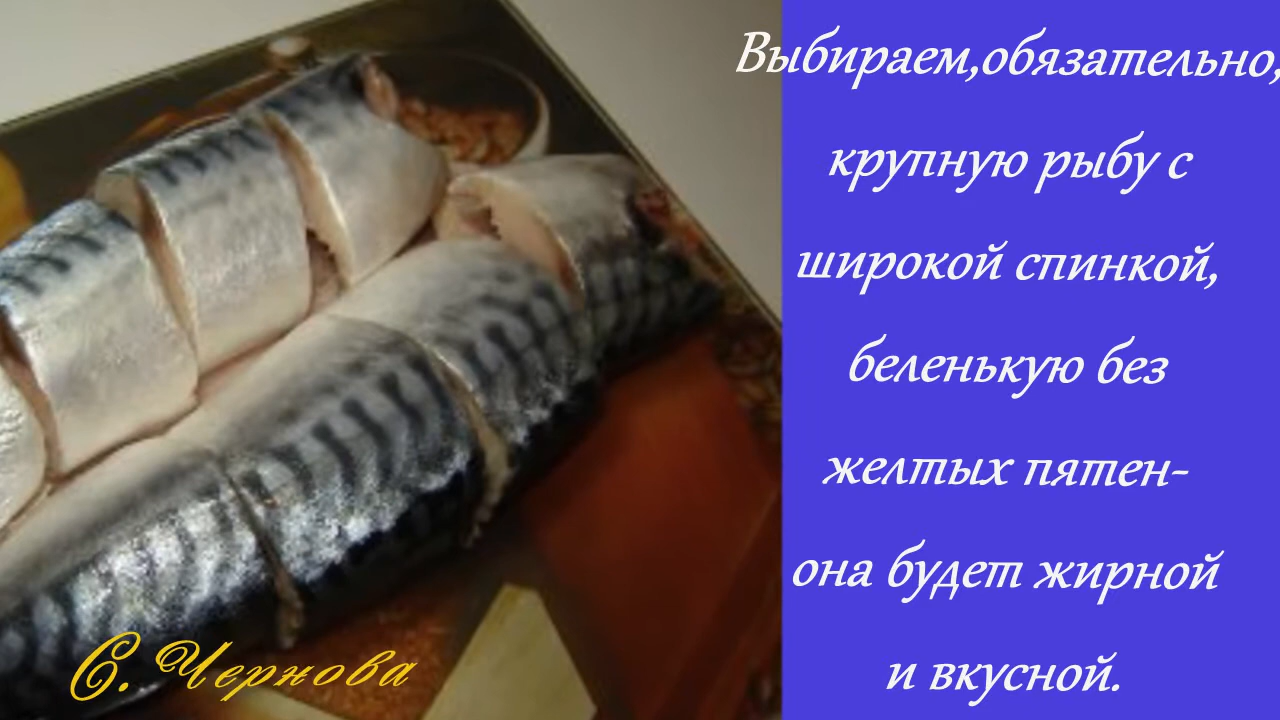 Выбираем,обязательно,
крупную рыбу с
широкой спинкой,
беленькую без
желтых пятен-
она будет жирной
и вкусной.
С. Чернова